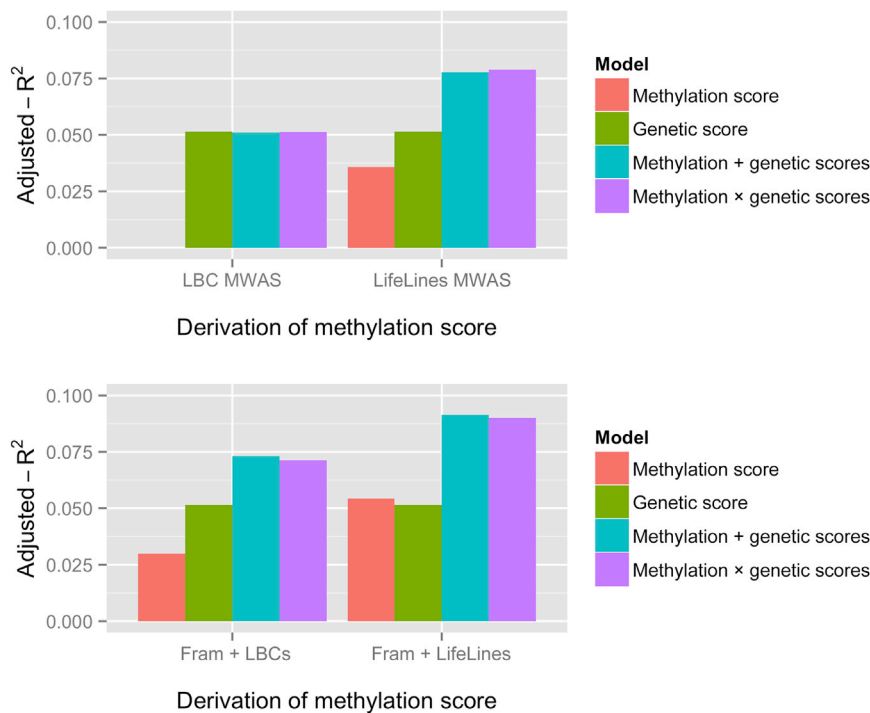 0.100
0.075
0.050
0.025
0.000
Adjusted – R²
LBC MWAS LifeLines MWAS
Derivation of methylation score
Model
Methylation score
Genetic score
Methylation + genetic scores
Methylation × genetic scores
0.100
0.075
0.050
0.025
0.000
Adjusted – R²
Fram + LBCs Fram + LifeLines
Derivation of methylation score
Model
Methylation score
Genetic score
Methylation + genetic scores
Methylation × genetic scores